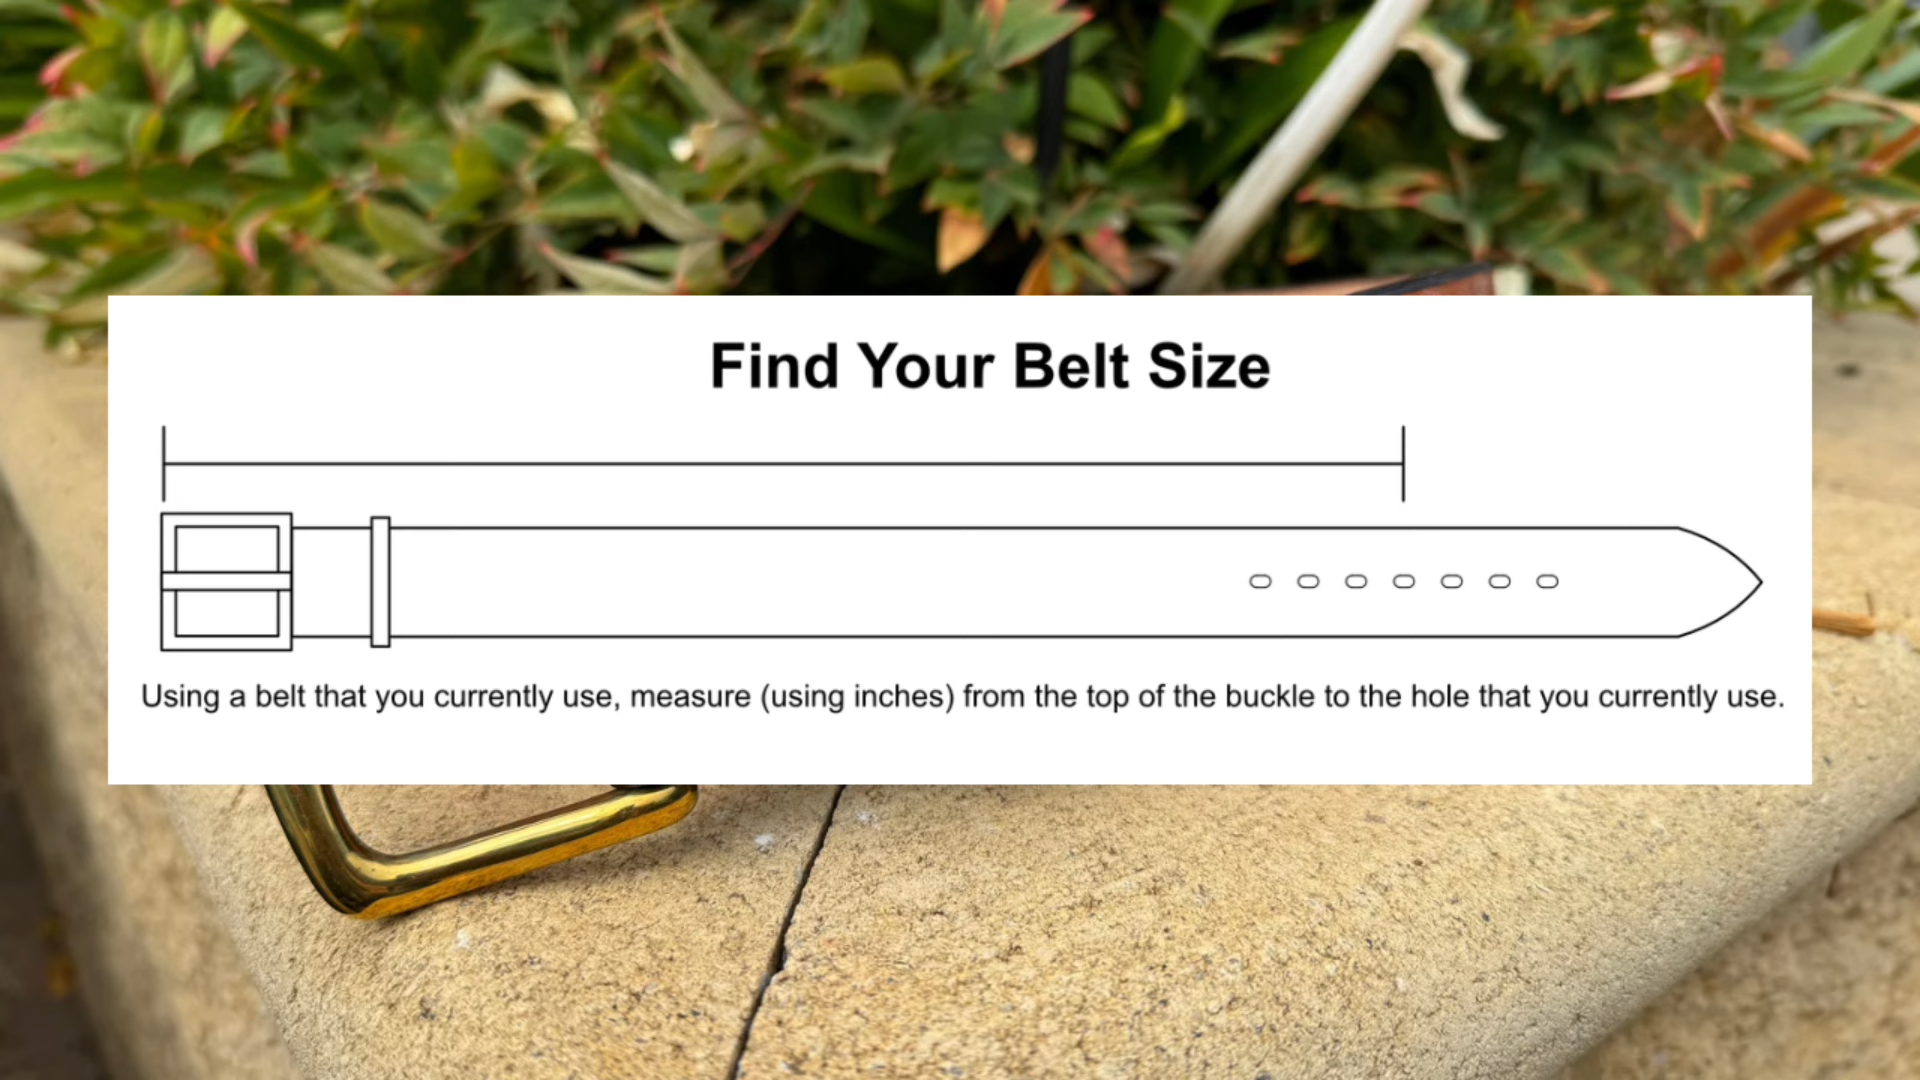 Find Your Belt Size
Using a belt that you currently use, measure (using inches) from the top of the buckle to the hole that you currently use.